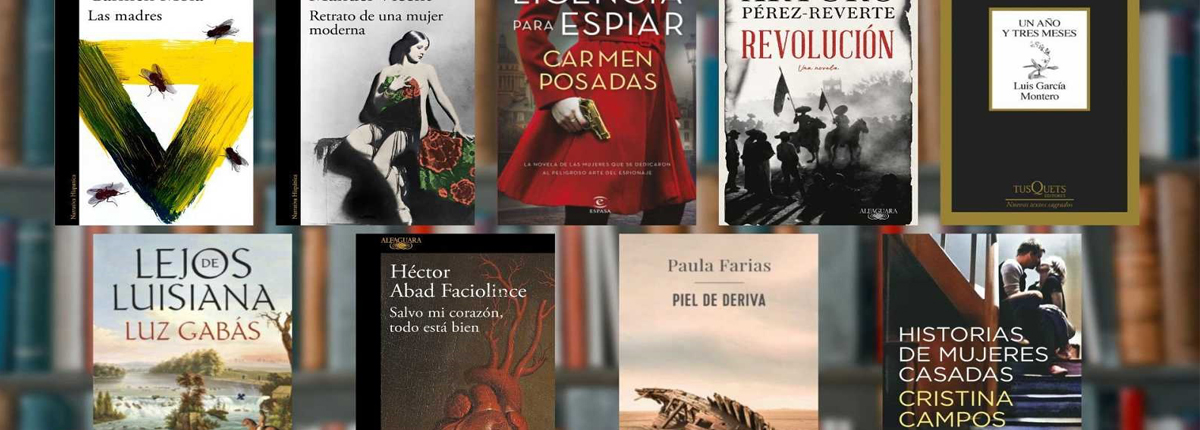 Las madres
Narrativa Hispánica
Retrato de una mujer
moderna
Narrativa Hispánica
LICENCIA
PARA ESPIAR
CARMEN
POSADAS
LA NOVELA DE LAS MUJERES QUE SE DEDICARON
AL PELIGROSO ARTE DEL ESPIONAJE
ESPASA
ARTURO
PÉREZ-REVERTE
REVOLUCIÓN
Una novela
ALFAGUARA
UN AÑO
Y TRES MESES
Luis García
Montero
TUSQUETS
EDITORES
Nuevos textos sagrados
LEJOS
DE
LUISIANA
LUZ GABÁS
ALFAGUARA
Héctor
Abad Faciolince
Salvo mi corazón,
todo está bien
Paula Farias
PIEL DE DERIVA
HISTORIAS
DE MUJERES
CASADAS
CRISTINA
CAMPOS